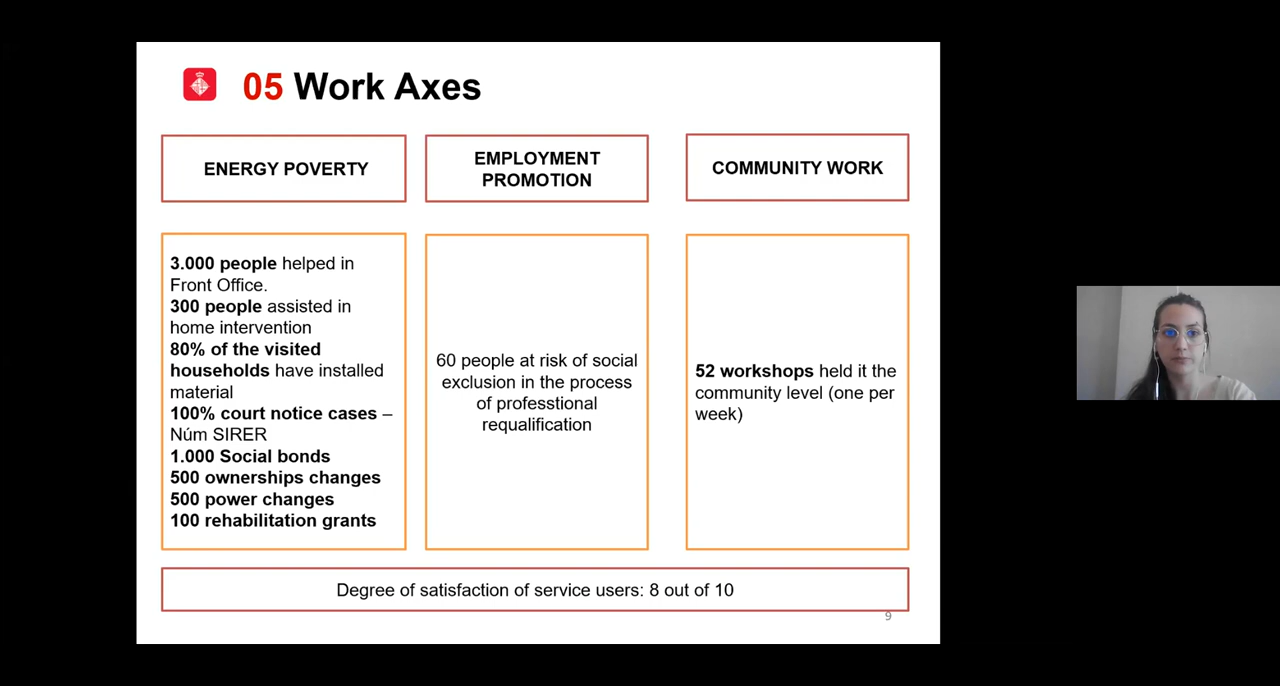 05 Work Axes
ENERGY POVERTY
EMPLOYMENT
PROMOTION
COMMUNITY WORK
3.000 people helped in
Front Office.
300 people assisted in
home intervention
80% of the visited
households have installed
material
100% court notice cases –
Núm SIRER
1.000 Social bonds
500 ownerships changes
500 power changes
100 rehabilitation grants
60 people at risk of social
exclusion in the process
of professtional
requalification
52 workshops held it the
community level (one per
week)
Degree of satisfaction of service users: 8 out of 10
9